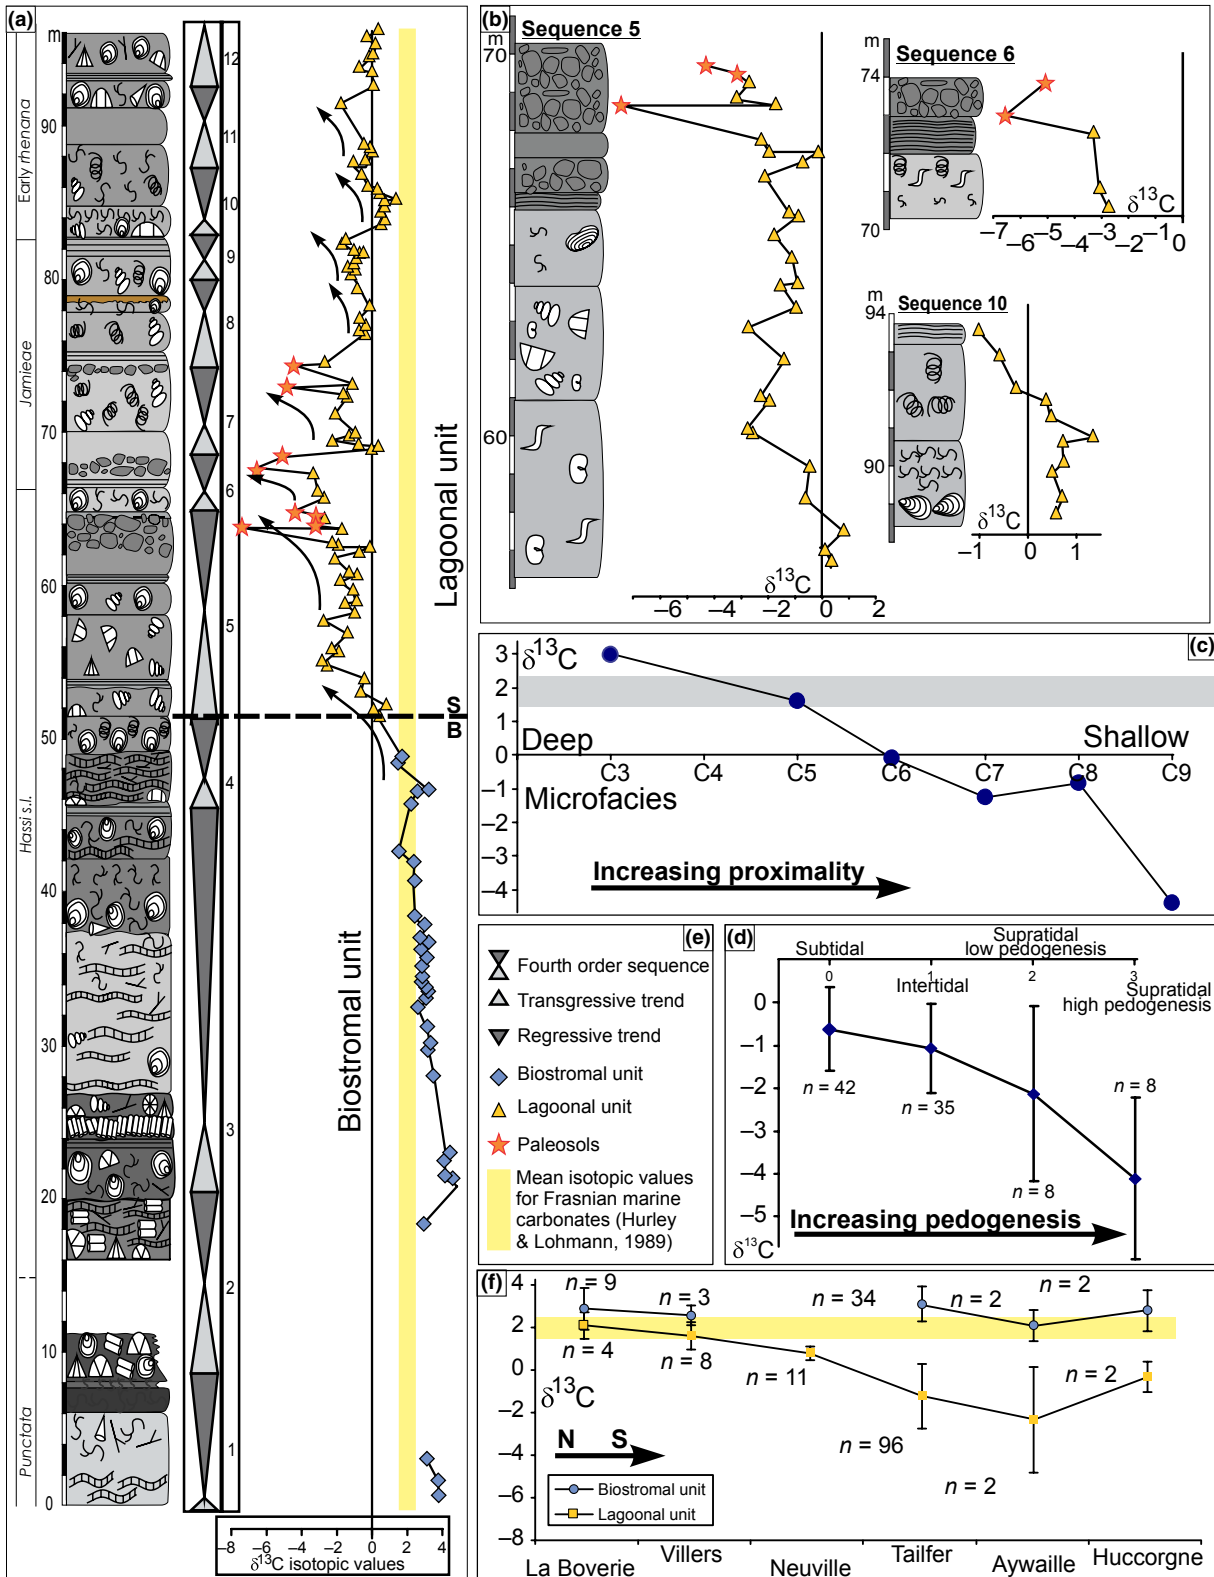 (a)
m
90
80
70
60
50
40
30
20
10
0
Early rhenana
Jamieae
Hassi s.l.
Punctata
12
11
10
9
8
7
6
5
4
3
2
1
Lagoonal unit
S
B
Biostromal unit
–8 –6 –4 –2 0 2 4
δ13C isotopic values
(b)
Sequence 5
m
70
60
δ13C
–6 –4 –2 0 2
Sequence 6
m
74
70
δ13C
–7 –6 –5 –4 –3 –2 –1 0
Sequence 10
m
94
90
δ13C
–1 0 1
(c)
δ13C
3
2
1
0
–1
–2
–3
–4
Deep
Shallow
C3 C4 C5 C6 C7 C8 C9
Microfacies
Increasing proximality
(e)
Fourth order sequence
Transgressive trend
Regressive trend
Biostromal unit
Lagoonal unit
Paleosols
Mean isotopic values
for Frasnian marine
carbonates (Hurley
& Lohmann, 1989)
(d)
Subtidal
Intertidal
Supratidal
low pedogenesis
Supratidal
high pedogenesis
0 1 2 3
0
–1
–2
–3
–4
–5
δ13C
n = 42
n = 35
n = 8
n = 8
Increasing pedogenesis
(f)
4
2
0
–2
–4
–6
–8
δ13C
n = 9
n = 3
n = 34
n = 2
n = 2
n = 4
n = 8
n = 11
n = 96
n = 2
n = 2
N S
Biostromal unit
Lagoonal unit
La Boverie Villers Neuville Tailfer Aywaille Huccorgne